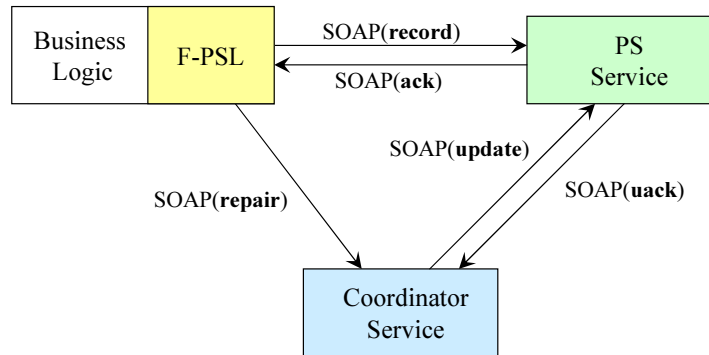 Business
Logic
F-PSL
SOAP(record)
SOAP(ack)
PS
Service
SOAP(update)
SOAP(uack)
SOAP(repair)
Coordinator
Service